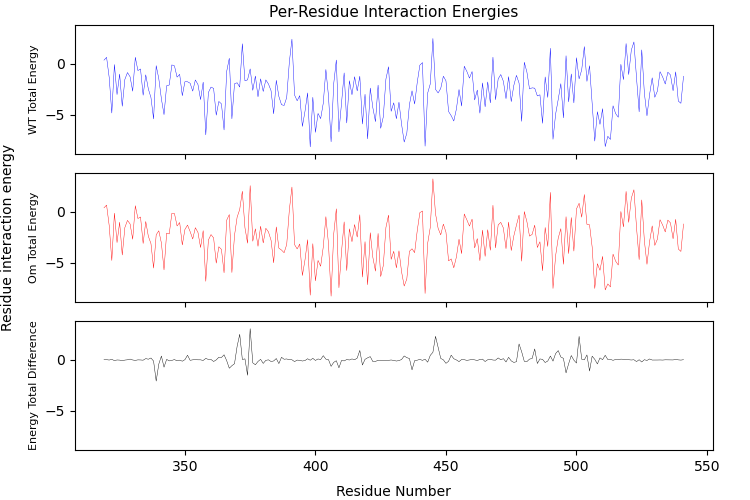 Per-Residue Interaction Energies
Residue interaction energy
WT Total Energy
0
−5
Om Total Energy
0
−5
Energy Total Difference
0
−5
350
400
450
500
550
Residue Number